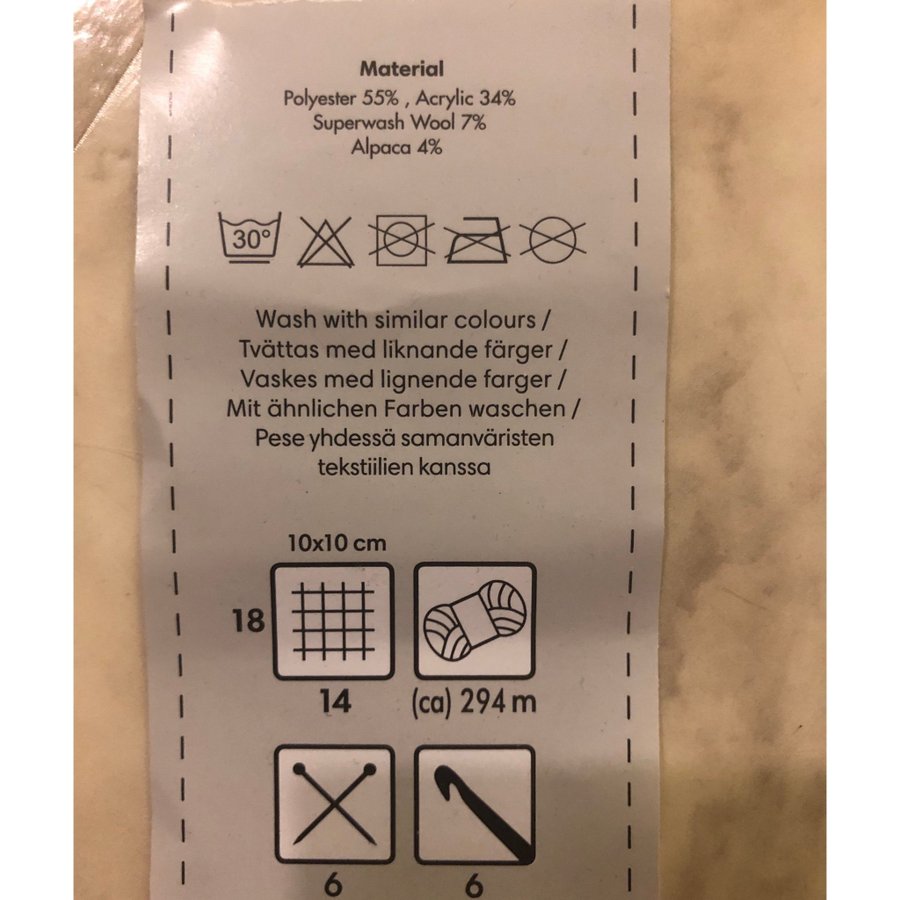 Material
Polyester 55% , Acrylic 34%
Superwash Wool 7%
Alpaca 4%
30°
Wash with similar colours /
Tvättas med liknande färger /
Vaskes med lignende farger /
Mit ähnlichen Farben waschen /
Pese yhdessä samanväristen
tekstiilien kanssa
10x10 cm
18
14
(ca) 294 m
6
6